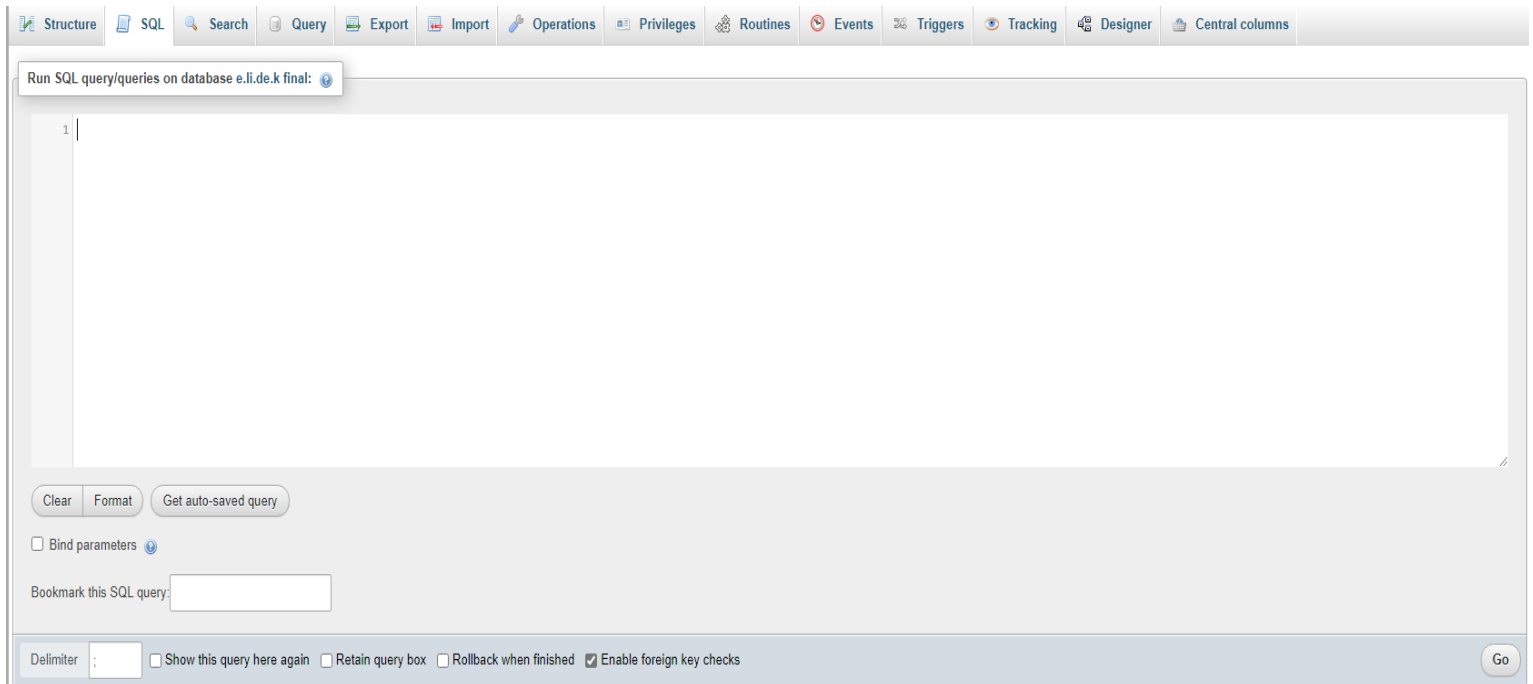 Structure SQL Search Query Export Import Operations Privileges Routines Events Triggers Tracking Designer Central columns
Run SQL query/queries on database e.li.de.k final:
1
Clear Format Get auto-saved query
Bind parameters
Bookmark this SQL query:
Delimiter ; Show this query here again Retain query box Rollback when finished Enable foreign key checks Go